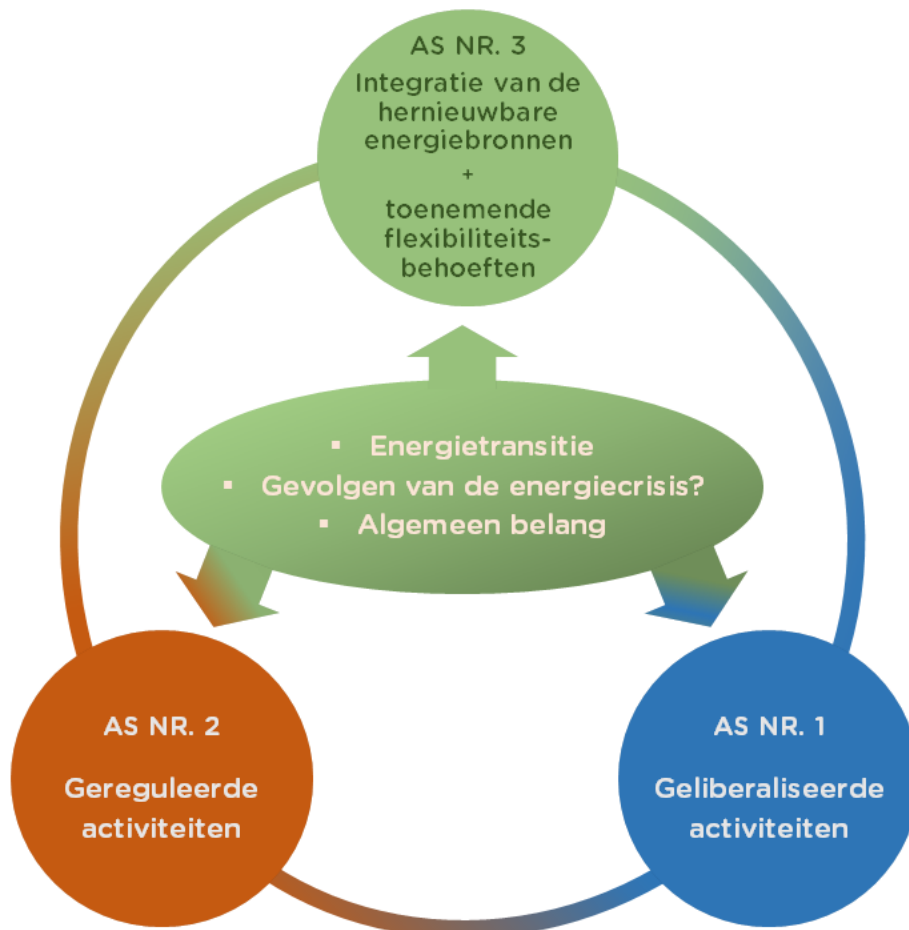 AS NR. 3
Integratie van de
hernieuwbare
energiebronnen
+
toenemende
flexibiliteits-
behoeften
▪ Energietransitie
▪ Gevolgen van de energiecrisis?
▪ Algemeen belang
AS NR. 2
Gereguleerde
activiteiten
AS NR. 1
Geliberaliseerde
activiteiten